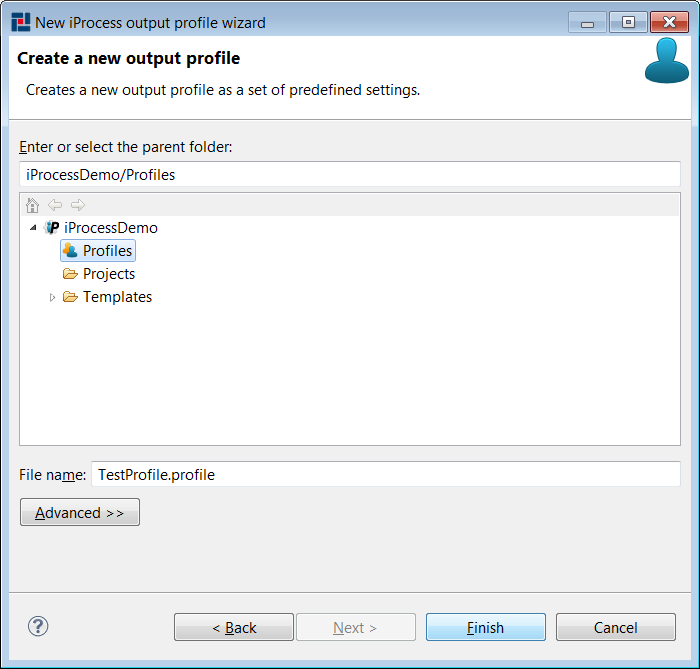 New iProcess output profile wizard
Create a new output profile
Creates a new output profile as a set of predefined settings.
Enter or select the parent folder:
iProcessDemo/Profiles
iProcessDemo
Profiles
Projects
Templates
File name: TestProfile.profile
Advanced >>
? < Back Next > Finish Cancel